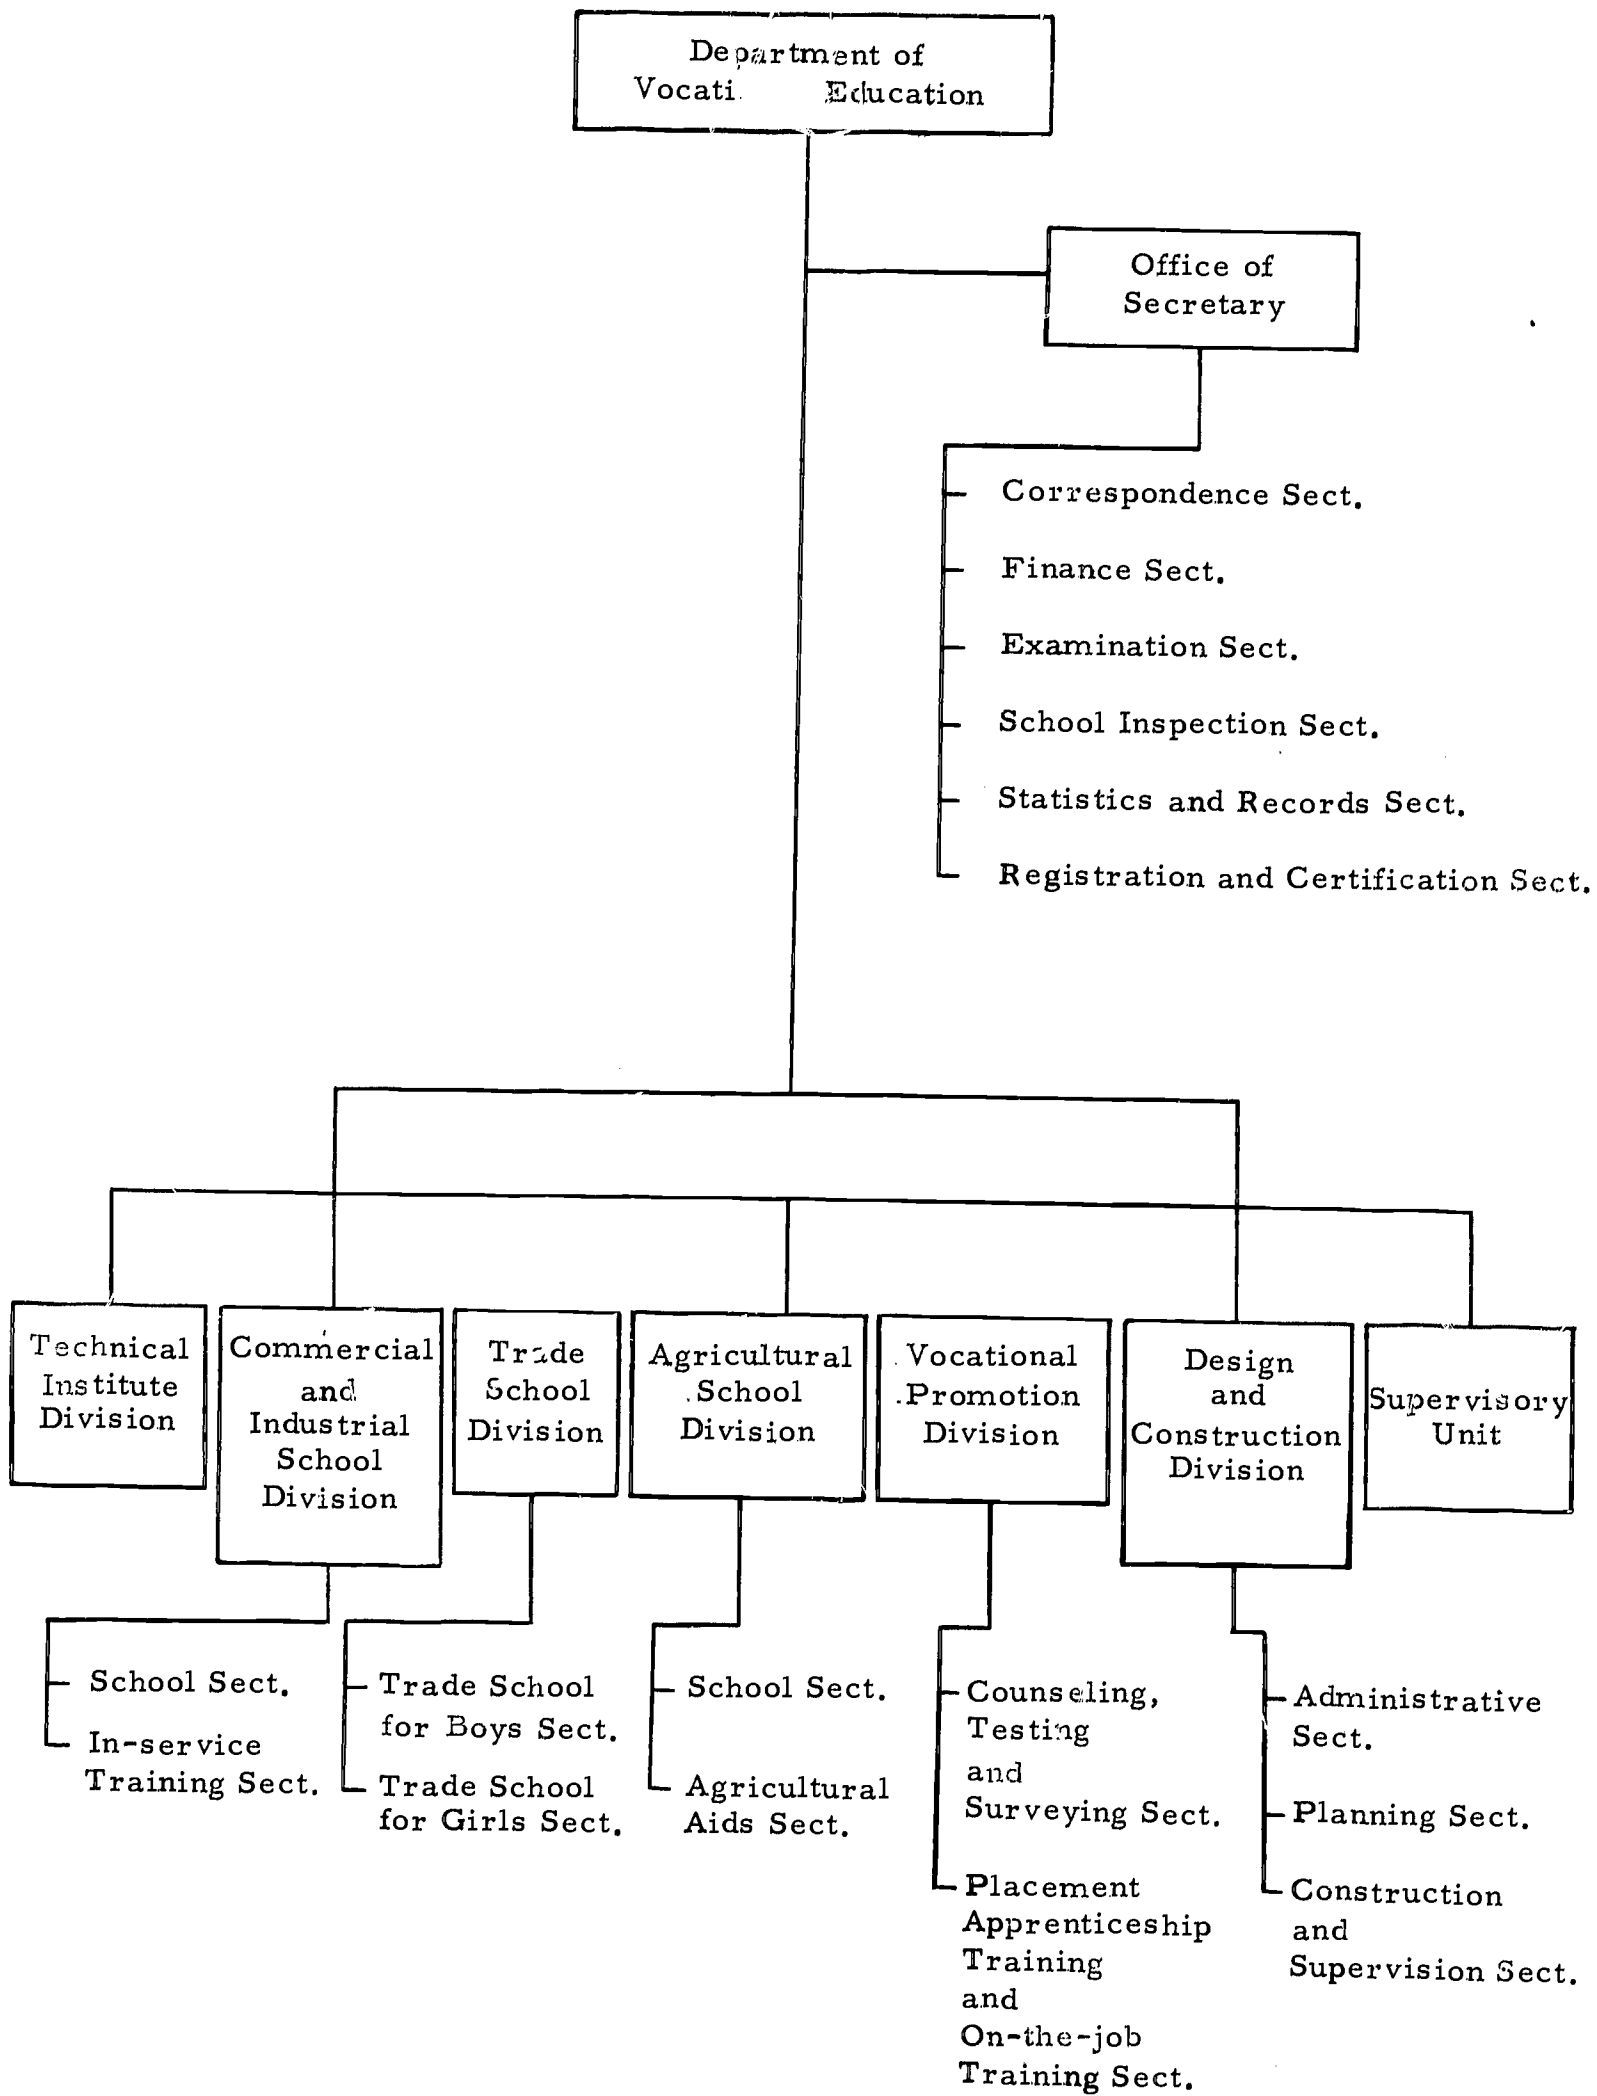 Department of
Vocati Education
Office of
Secretary
Correspondence Sect.
Finance Sect.
Examination Sect.
School Inspection Sect.
Statistics and Records Sect.
Registration and Certification Sect.
Technical
Institute
Division
Commercial
and
Industrial
School
Division
Trade
School
Division
Agricultural
School
Division
Vocational
Promotion
Division
Design
and
Construction
Division
Supervisory
Unit
School Sect.
In-service
Training Sect.
Trade School
for Boys Sect.
Trade School
for Girls Sect.
School Sect.
Agricultural
Aids Sect.
Counseling,
Testing
and
Surveying Sect.
Placement
Apprenticeship
Training
and
On-the-job
Training Sect.
Administrative
Sect.
Planning Sect.
Construction
and
Supervision Sect.